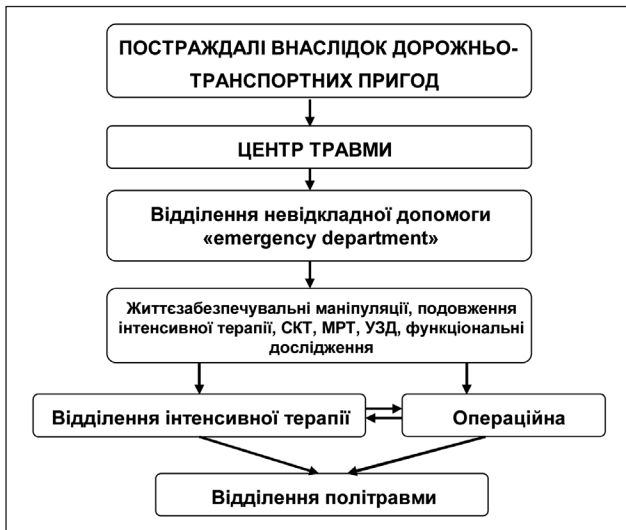 ПОСТРАЖДАЛІ ВНАСЛІДОК ДОРОЖНЬО-
ТРАНСПОРТНИХ ПРИГОД
ЦЕНТР ТРАВМИ
Відділення невідкладної допомоги
«emergency department»
Життєзабезпечувальні маніпуляції, подовження
інтенсивної терапії, СКТ, МРТ, УЗД, функціональні
дослідження
Відділення інтенсивної терапії
Операційна
Відділення політравми